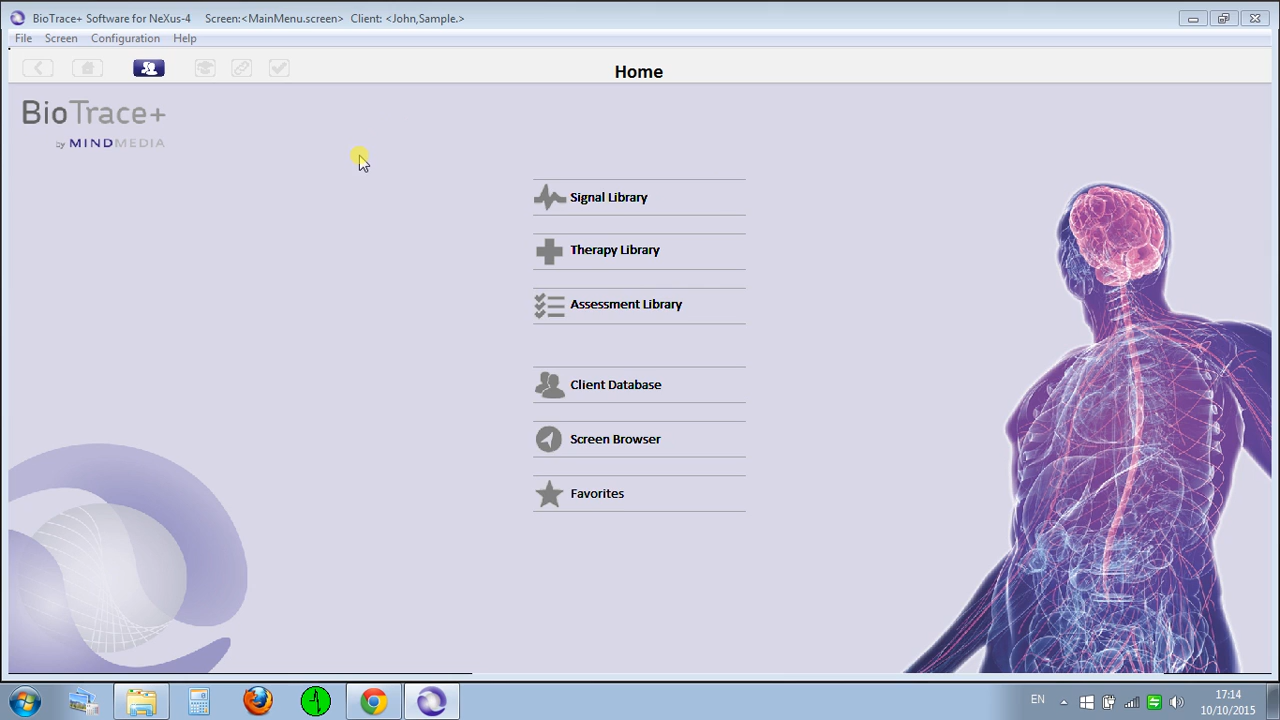 BioTrace+ Software for NeXus-4 Screen:<MainMenu.screen> Client: <John,Sample.>
File Screen Configuration Help
Home
BioTrace+
by MINDMEDIA
Signal Library
Therapy Library
Assessment Library
Client Database
Screen Browser
Favorites
EN
17:14
10/10/2015